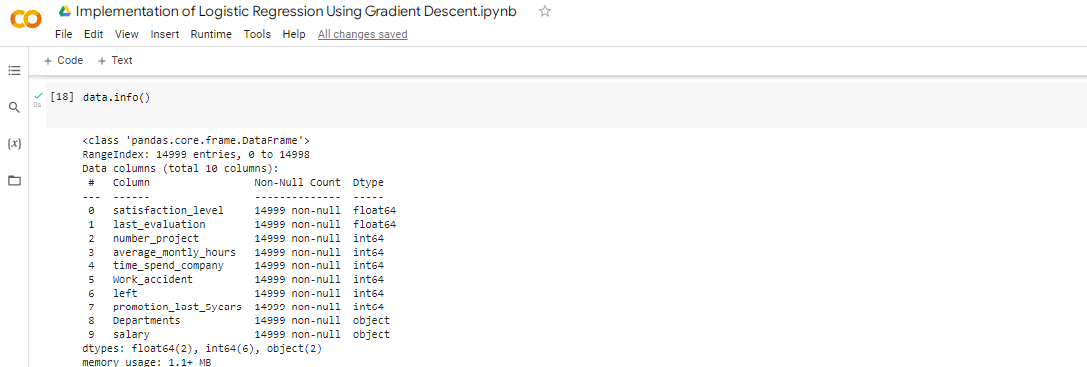 Implementation of Logistic Regression Using Gradient Descent.ipynb
File Edit View Insert Runtime Tools Help All changes saved
+ Code + Text
[18] data.info()
0s
{x}
<class 'pandas.core.frame.DataFrame'>
RangeIndex: 14999 entries, 0 to 14998
Data columns (total 10 columns):
# Column Non-Null Count Dtype
--- ------ -------------- -----
0 satisfaction_level 14999 non-null float64
1 last_evaluation 14999 non-null float64
2 number_project 14999 non-null int64
3 average_montly_hours 14999 non-null int64
4 time_spend_company 14999 non-null int64
5 Work_accident 14999 non-null int64
6 left 14999 non-null int64
7 promotion_last_5years 14999 non-null int64
8 Departments 14999 non-null object
9 salary 14999 non-null object
dtypes: float64(2), int64(6), object(2)
memory usage: 1.1+ MB